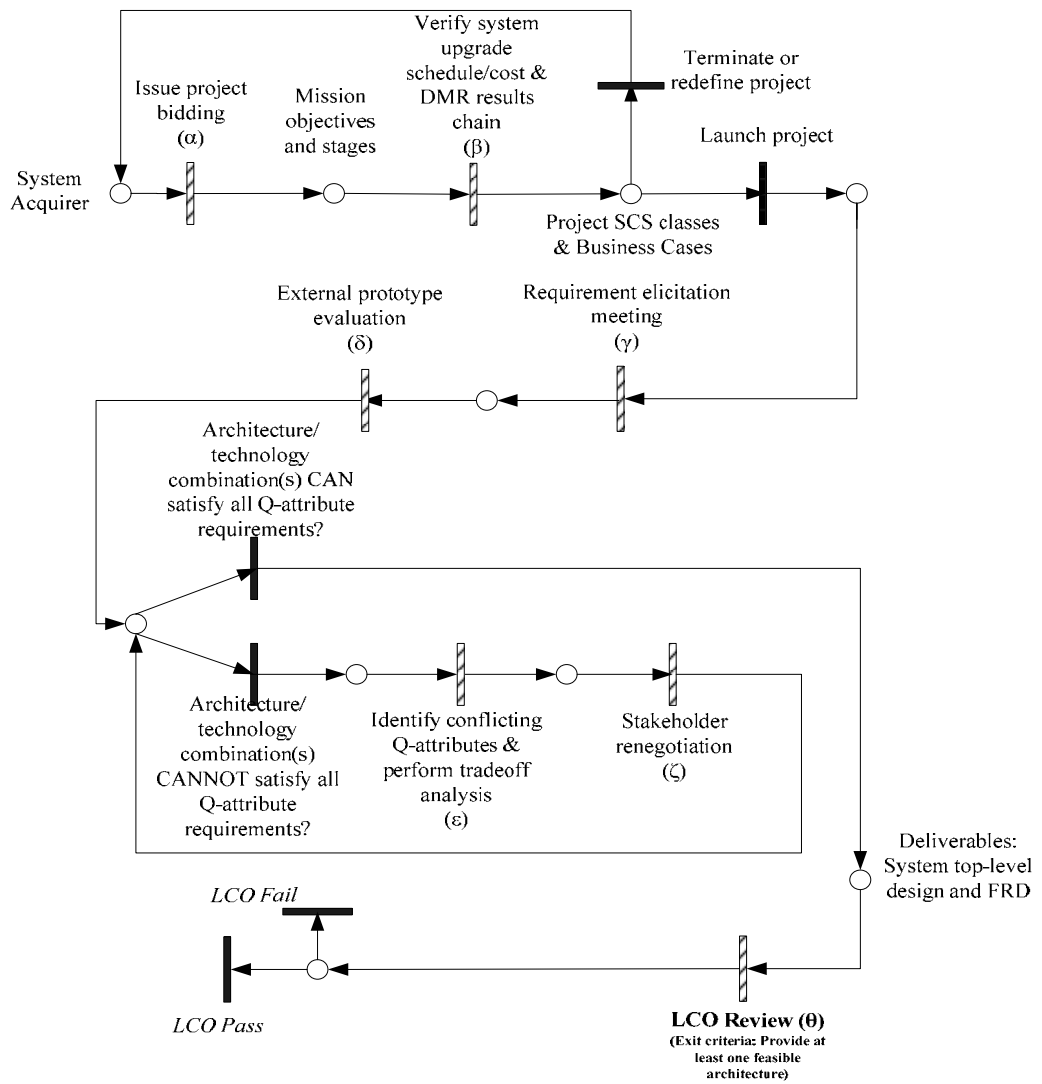 Issue project
bidding
(α)
Mission
objectives
and stages
Verify system
upgrade
schedule/cost &
DMR results
chain
(β)
Terminate or
redefine project
Launch project
System
Acquirer
Project SCS classes
& Business Cases
External prototype
evaluation
(δ)
Requirement elicitation
meeting
(γ)
Architecture/
technology
combination(s) CAN
satisfy all Q-attribute
requirements?
Architecture/
technology
combination(s)
CANNOT satisfy all
Q-attribute
requirements?
Identify conflicting
Q-attributes &
perform tradeoff
analysis
(ε)
Stakeholder
renegotiation
(ζ)
Deliverables:
System top-level
design and FRD
LCO Fail
LCO Pass
LCO Review (θ)
(Exit criteria: Provide at
least one feasible
architecture)